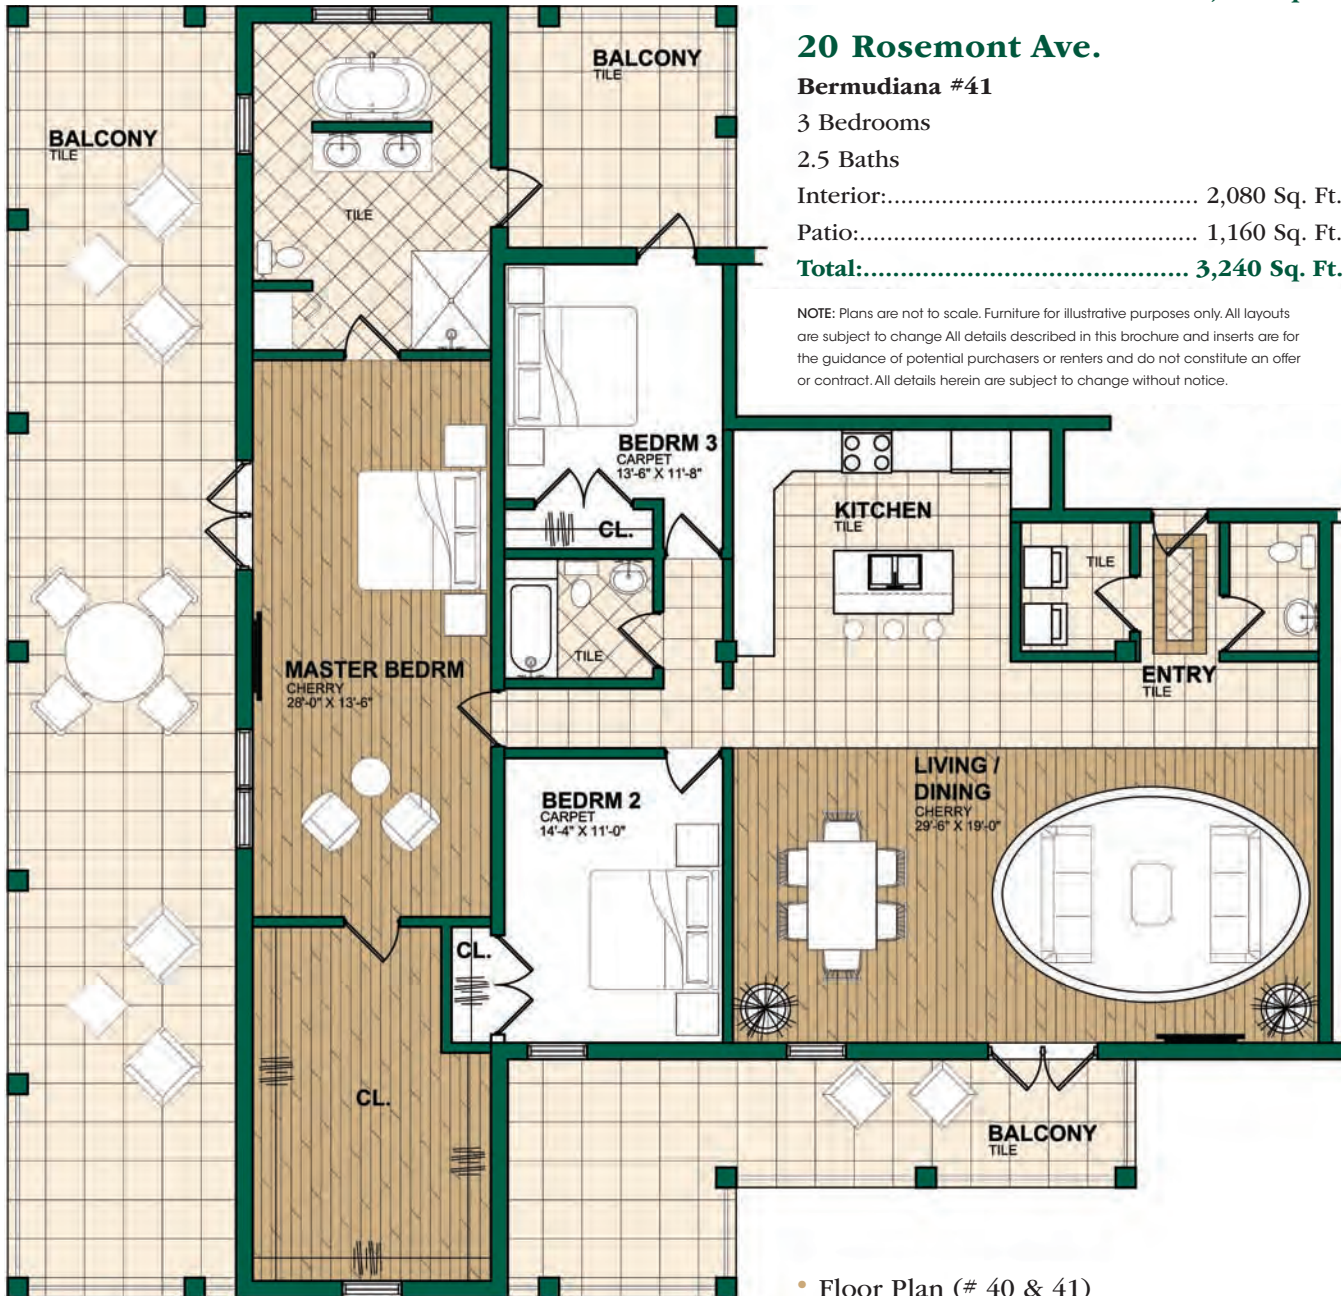 20 Rosemont Ave.
Bermudiana #41
3 Bedrooms
2.5 Baths
Interior:.......................................... 2,080 Sq. Ft.
Patio:.............................................. 1,160 Sq. Ft.
Total:......................................... 3,240 Sq. Ft.
NOTE: Plans are not to scale. Furniture for illustrative purposes only. All layouts
are subject to change All details described in this brochure and inserts are for
the guidance of potential purchasers or renters and do not constitute an offer
or contract. All details herein are subject to change without notice.
BALCONY
TILE
BALCONY
TILE
TILE
BEDRM 3
CARPET
13'-6" X 11'-8"
CL.
KITCHEN
TILE
TILE
TILE
ENTRY
TILE
MASTER BEDRM
CHERRY
28'-0" X 13'-6"
BEDRM 2
CARPET
14'-4" X 11'-0"
LIVING /
DINING
CHERRY
29'-6" X 19'-0"
CL.
CL.
BALCONY
TILE
• Floor Plan (# 40 & 41)